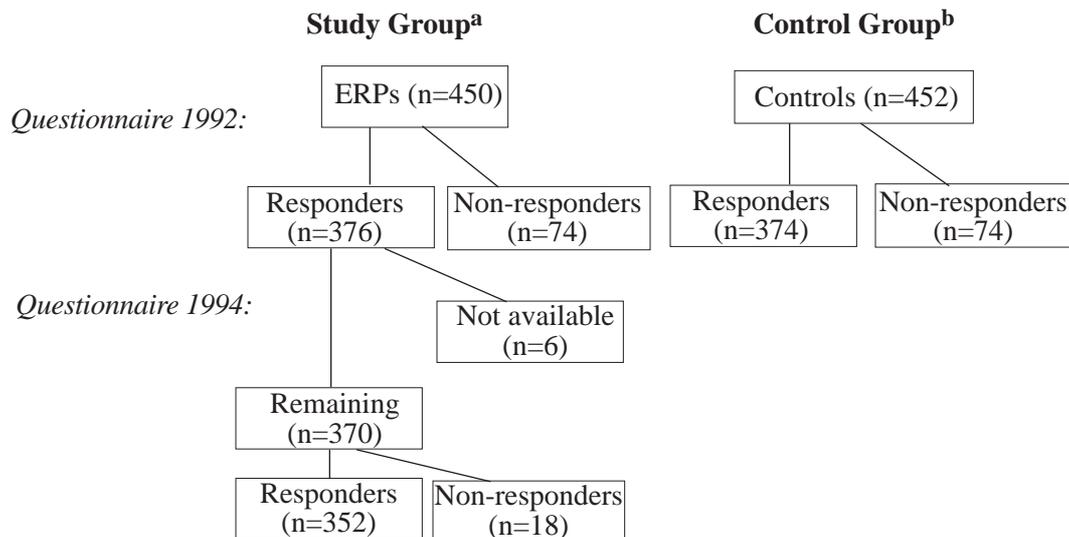 Study Groupa Control Groupb
ERPs (n=450)
Controls (n=452)
Questionnaire 1992:
Responders
(n=376)
Non-responders
(n=74)
Responders
(n=374)
Non-responders
(n=74)
Questionnaire 1994:
Not available
(n=6)
Remaining
(n=370)
Responders
(n=352)
Non-responders
(n=18)